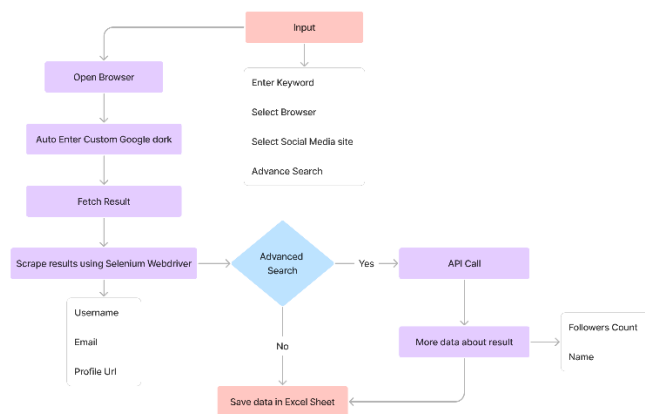 Input
Open Browser
Enter Keyword
Select Browser
Select Social Media site
Advance Search
Auto Enter Custom Google dork
Fetch Result
Scrape results using Selenium Webdriver
Advanced
Search
Yes
API Call
Username
Email
Profile Url
No
More data about result
Followers Count
Name
Save data in Excel Sheet